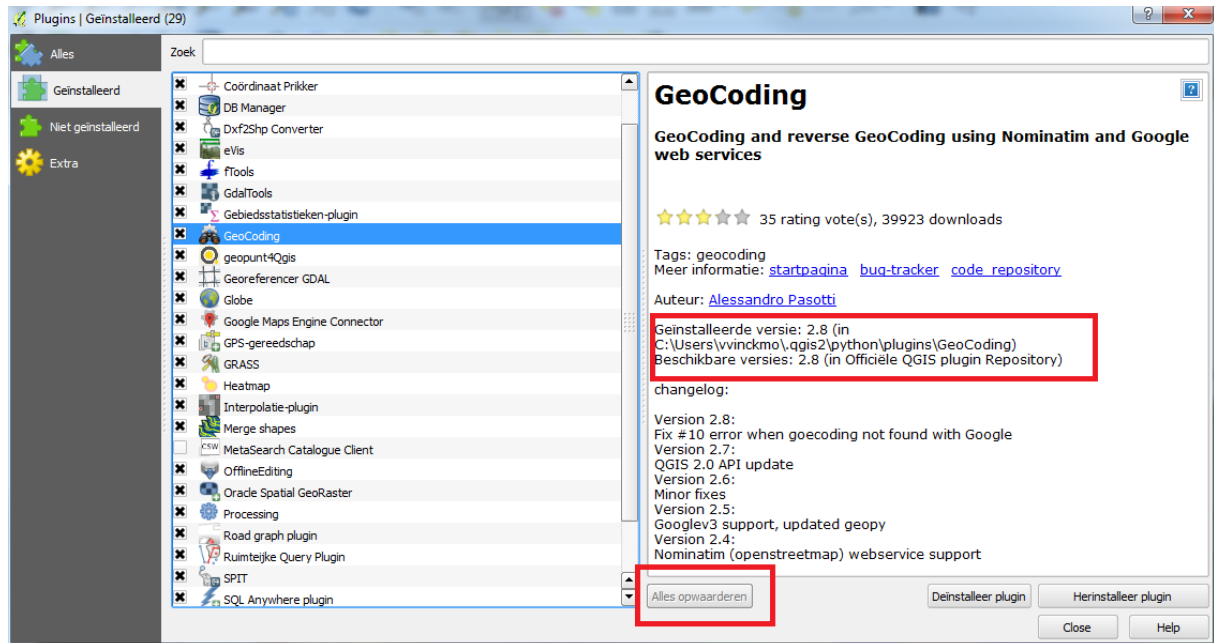 Plugins | Geïnstalleerd (29)
Alles
Geïnstalleerd
Niet geïnstalleerd
Extra
Zoek
Coördinaat Prikker
DB Manager
Dxf2Shp Converter
eVis
fTools
GdalTools
Gebiedsstatistieken-plugin
GeoCoding
geopunt4Qgis
Georeferencer GDAL
Globe
Google Maps Engine Connector
GPS-gereedschap
GRASS
Heatmap
Interpolatie-plugin
Merge shapes
CSW MetaSearch Catalogue Client
OfflineEditing
Oracle Spatial GeoRaster
Processing
Road graph plugin
Ruimteijke Query Plugin
SPIT
SQL Anywhere plugin
GeoCoding
GeoCoding and reverse GeoCoding using Nominatim and Google
web services
35 rating vote(s), 39923 downloads
Tags: geocoding
Meer informatie: startpagina bug-tracker code repository
Auteur: Alessandro Pasotti
Geïnstalleerde versie: 2.8 (in
C:\Users\vvinckmo\.qgis2\python\plugins\GeoCoding)
Beschikbare versies: 2.8 (in Officiële QGIS plugin Repository)
changelog:
Version 2.8:
Fix #10 error when goecoding not found with Google
Version 2.7:
QGIS 2.0 API update
Version 2.6:
Minor fixes
Version 2.5:
Googlev3 support, updated geopy
Version 2.4:
Nominatim (openstreetmap) webservice support
Alles opwaarderen
Deïnstalleer plugin
Herinstalleer plugin
Close
Help